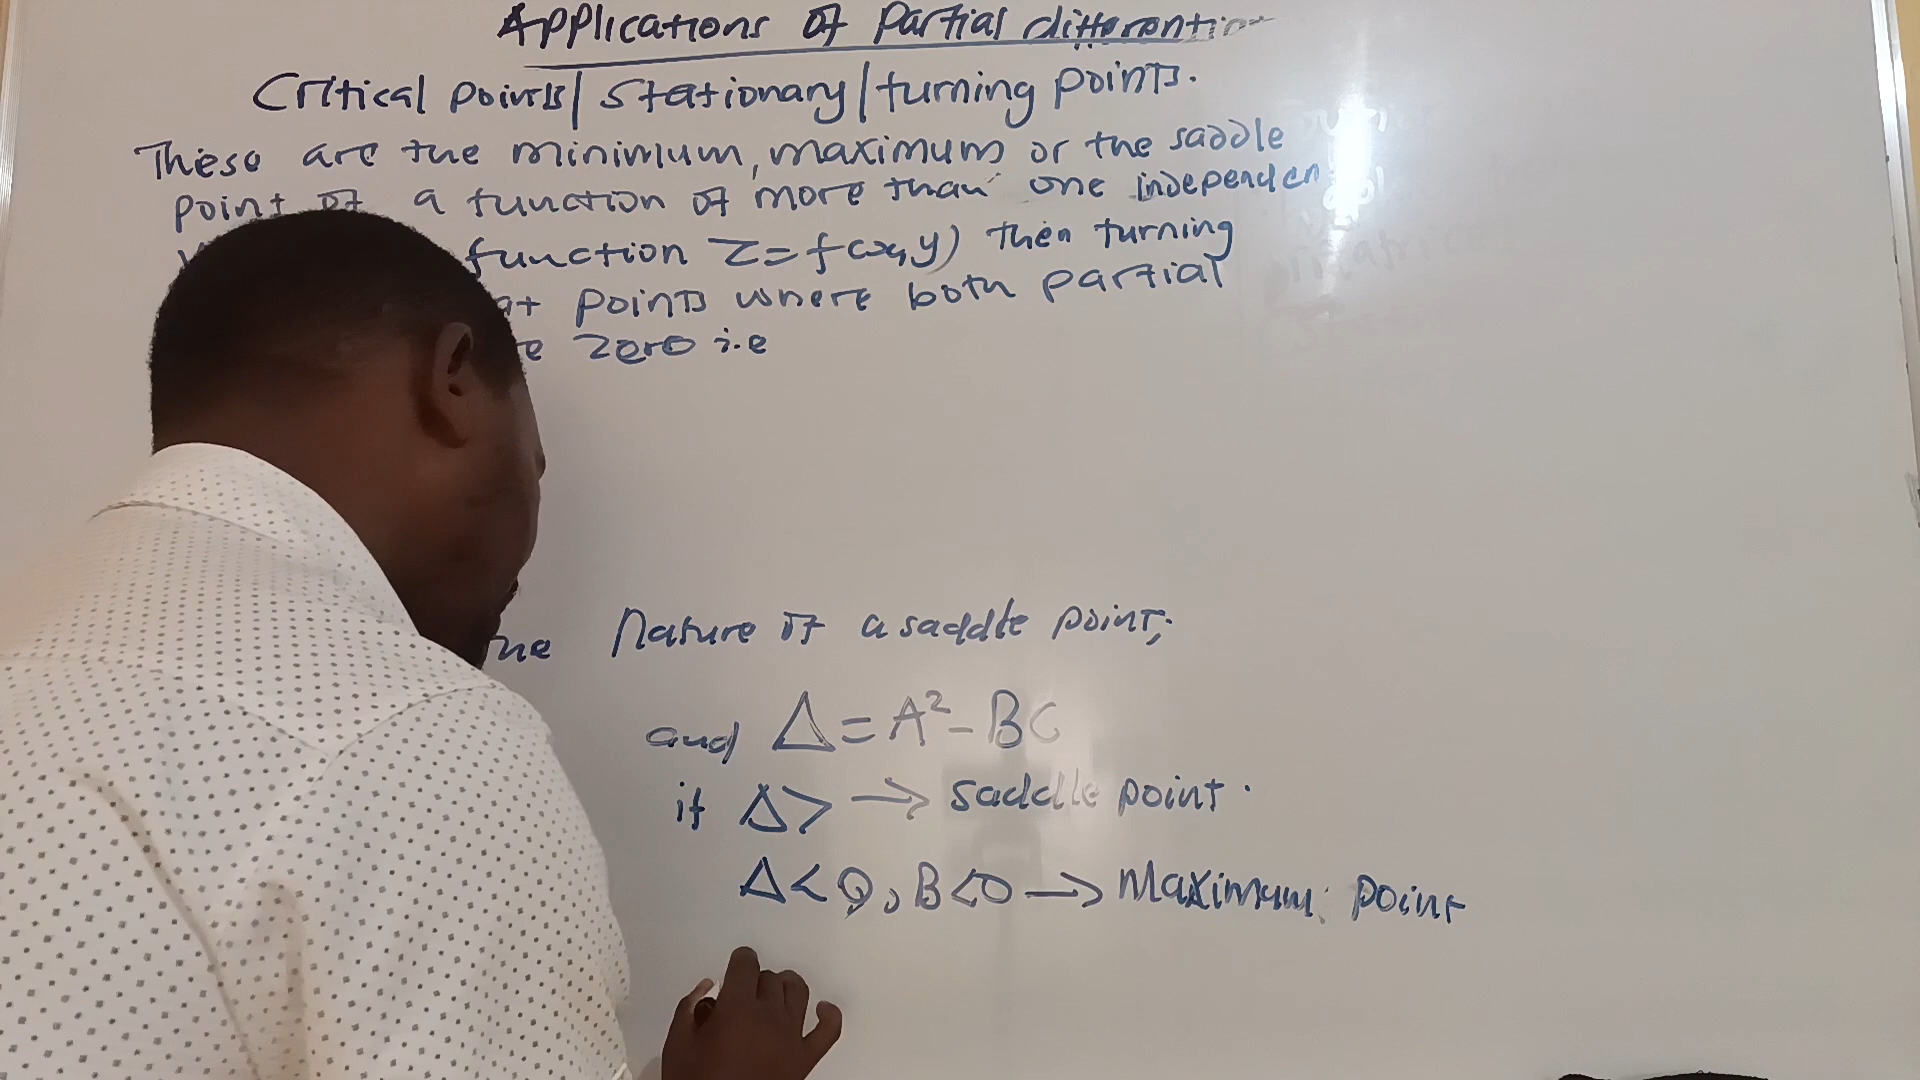 Applications of Partial
Critical points/ Stationary/turning points.
These are the minimum, maximum or the saddle
point of a function of more than one independen
function Z=f(x,y) then turning
at points where both partial
zero i.e
Nature of a saddle point;
and Δ=A²-BC
if Δ> → saddle point.
Δ<0, B<0 → Maximum point